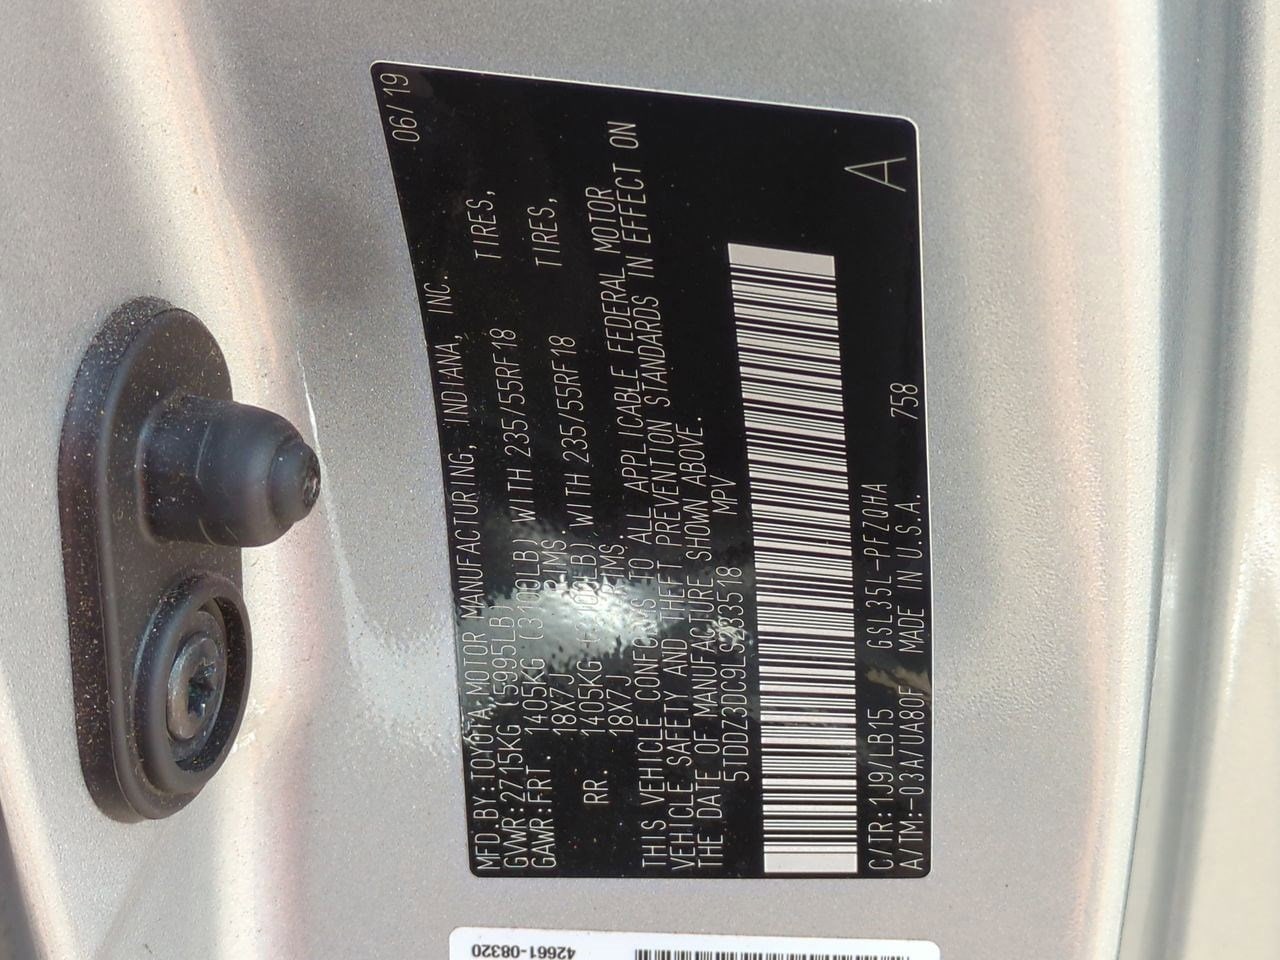 MFD.BY:TOYOTA MOTOR MANUFACTURING, INDIANA, INC. 06/19
GVWR:2715KG (5995LB)
GAWR:FRT. 1405KG (3100LB) WITH 235/55RF18 TIRES,
18X7J RIMS
RR. 1405KG (3100LB) WITH 235/55RF18 TIRES,
18X7J RIMS.
THIS VEHICLE CONFORMS TO ALL APPLICABLE FEDERAL MOTOR
VEHICLE SAFETY AND THEFT PREVENTION STANDARDS IN EFFECT ON
THE DATE OF MANUFACTURE SHOWN ABOVE.
5TDDZ3DC9LS233518 MPV
C/TR:1J9/LB15 GSL35L-PFZQHA
A/TM:-03A/UA80F MADE IN U.S.A. 758 A
42661-08320